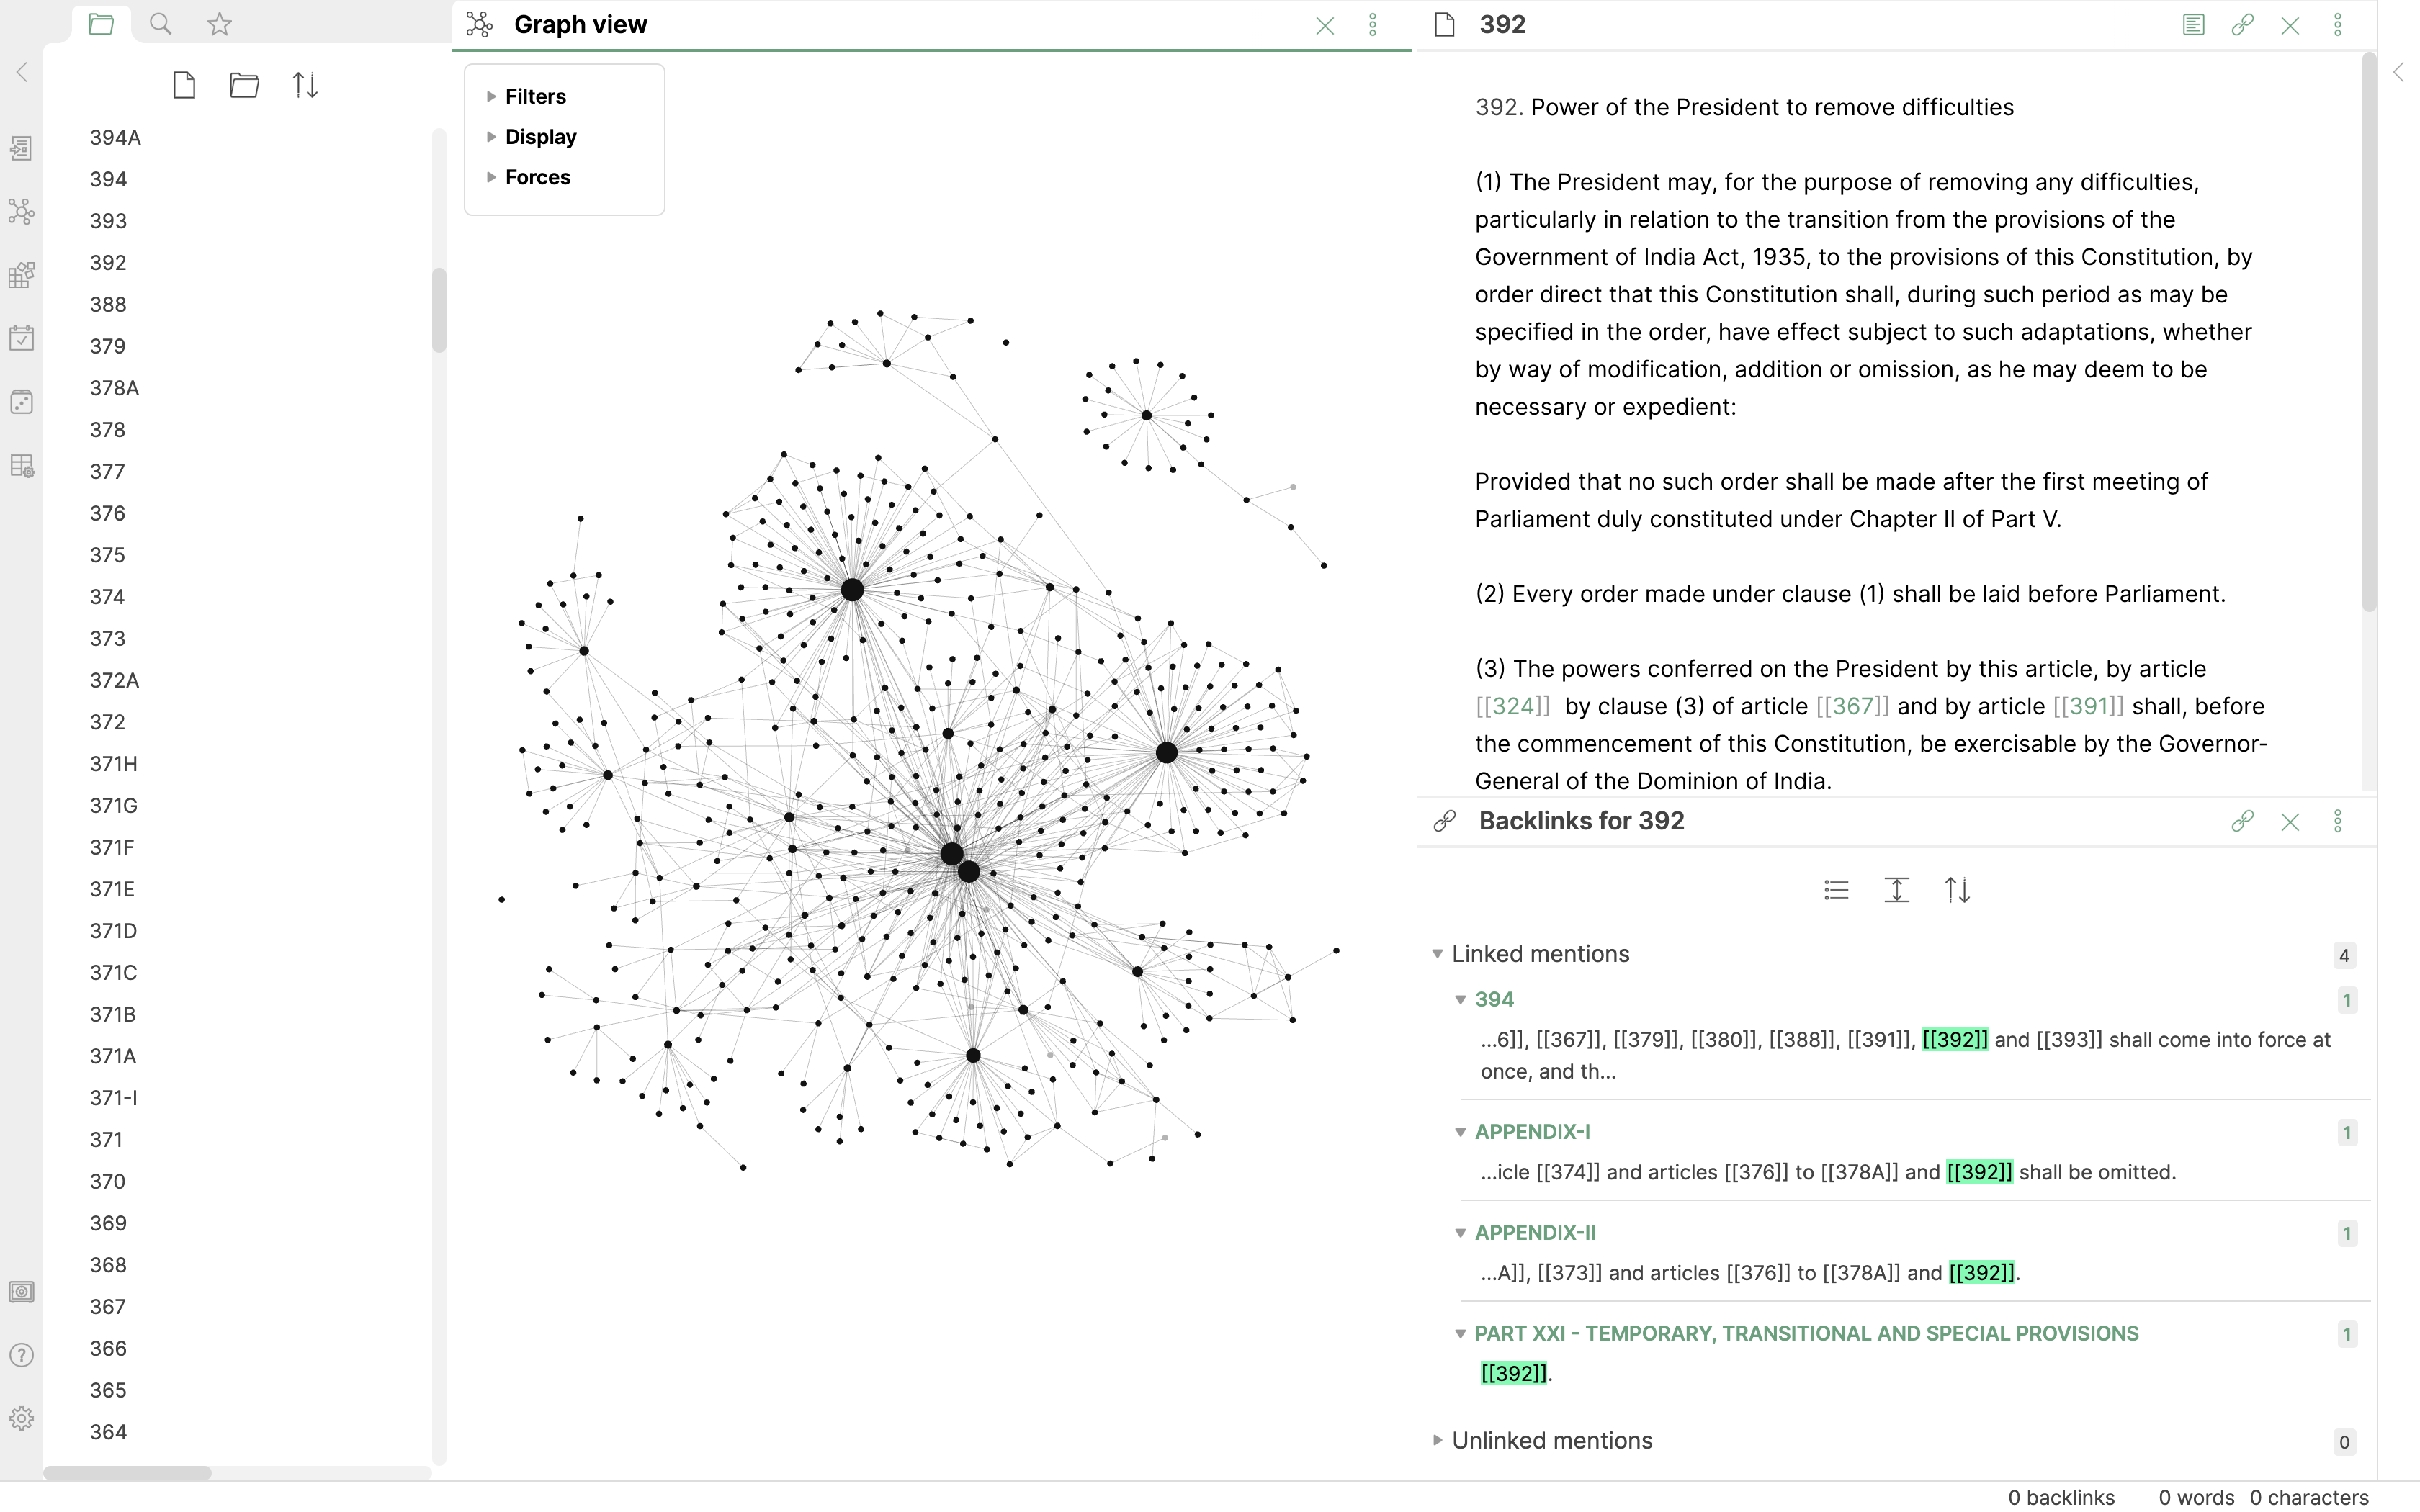 Graph view
392
Filters
Display
Forces
394A
394
393
392
388
379
378A
378
377
376
375
374
373
372A
372
371H
371G
371F
371E
371D
371C
371B
371A
371-I
371
370
369
368
367
366
365
364
392. Power of the President to remove difficulties
(1) The President may, for the purpose of removing any difficulties,
particularly in relation to the transition from the provisions of the
Government of India Act, 1935, to the provisions of this Constitution, by
order direct that this Constitution shall, during such period as may be
specified in the order, have effect subject to such adaptations, whether
by way of modification, addition or omission, as he may deem to be
necessary or expedient:
Provided that no such order shall be made after the first meeting of
Parliament duly constituted under Chapter II of Part V.
(2) Every order made under clause (1) shall be laid before Parliament.
(3) The powers conferred on the President by this article, by article
[[324]] by clause (3) of article [[367]] and by article [[391]] shall, before
the commencement of this Constitution, be exercisable by the Governor-
General of the Dominion of India.
Backlinks for 392
Linked mentions 4
394 1
...6]], [[367]], [[379]], [[380]], [[388]], [[391]], [[392]] and [[393]] shall come into force at
once, and th...
APPENDIX-I 1
...icle [[374]] and articles [[376]] to [[378A]] and [[392]] shall be omitted.
APPENDIX-II 1
...A]], [[373]] and articles [[376]] to [[378A]] and [[392]].
PART XXI - TEMPORARY, TRANSITIONAL AND SPECIAL PROVISIONS 1
[[392]].
Unlinked mentions 0
0 backlinks 0 words 0 characters